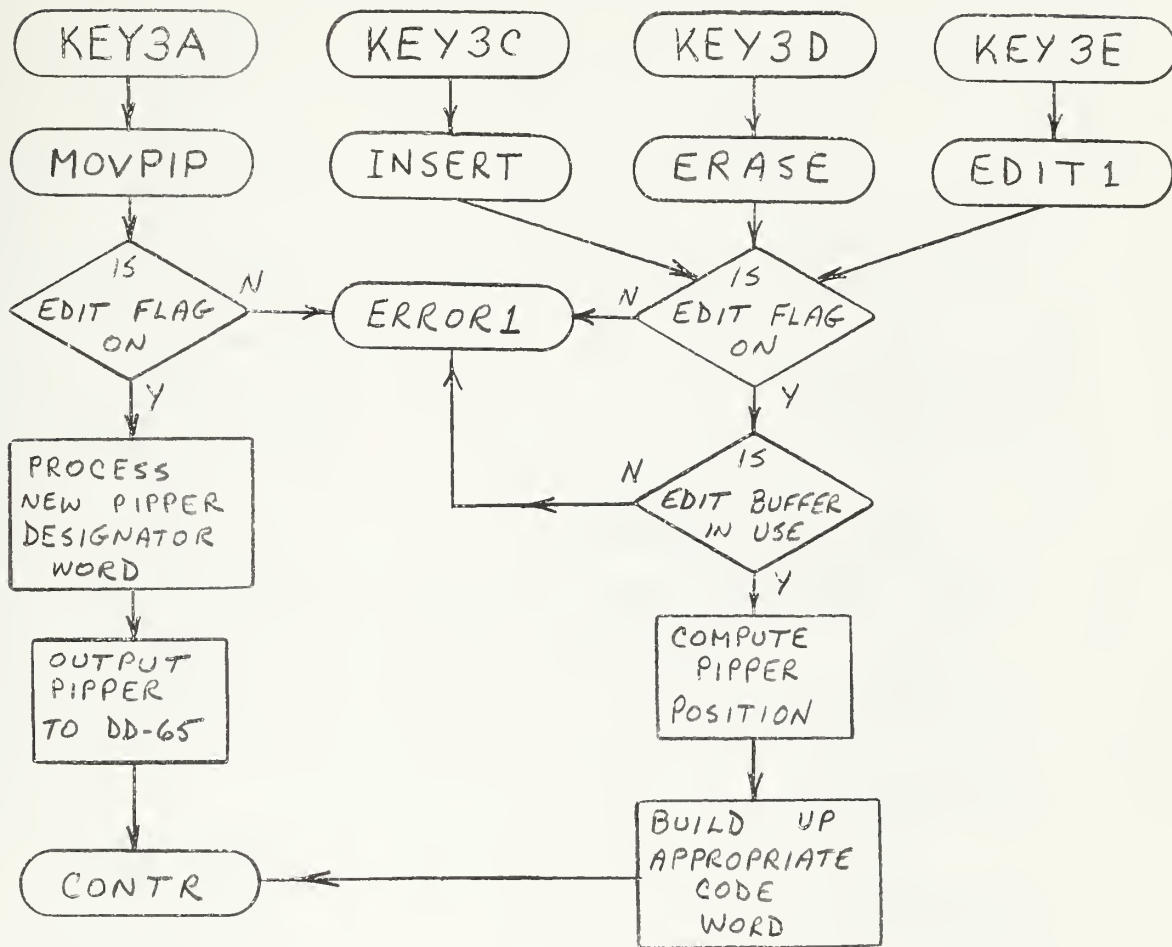 KEY3A
KEY3C
KEY3D
KEY3E
MOVPIP
INSERT
ERASE
EDIT1
IS
EDIT FLAG
ON
N
Y
ERROR1
IS
EDIT FLAG
ON
N
Y
PROCESS
NEW PIPPER
DESIGNATOR
WORD
IS
EDIT BUFFER
IN USE
N
Y
OUTPUT
PIPPER
TO DD-65
COMPUTE
PIPPER
POSITION
CONTR
BUILD UP
APPROPRIATE
CODE
WORD